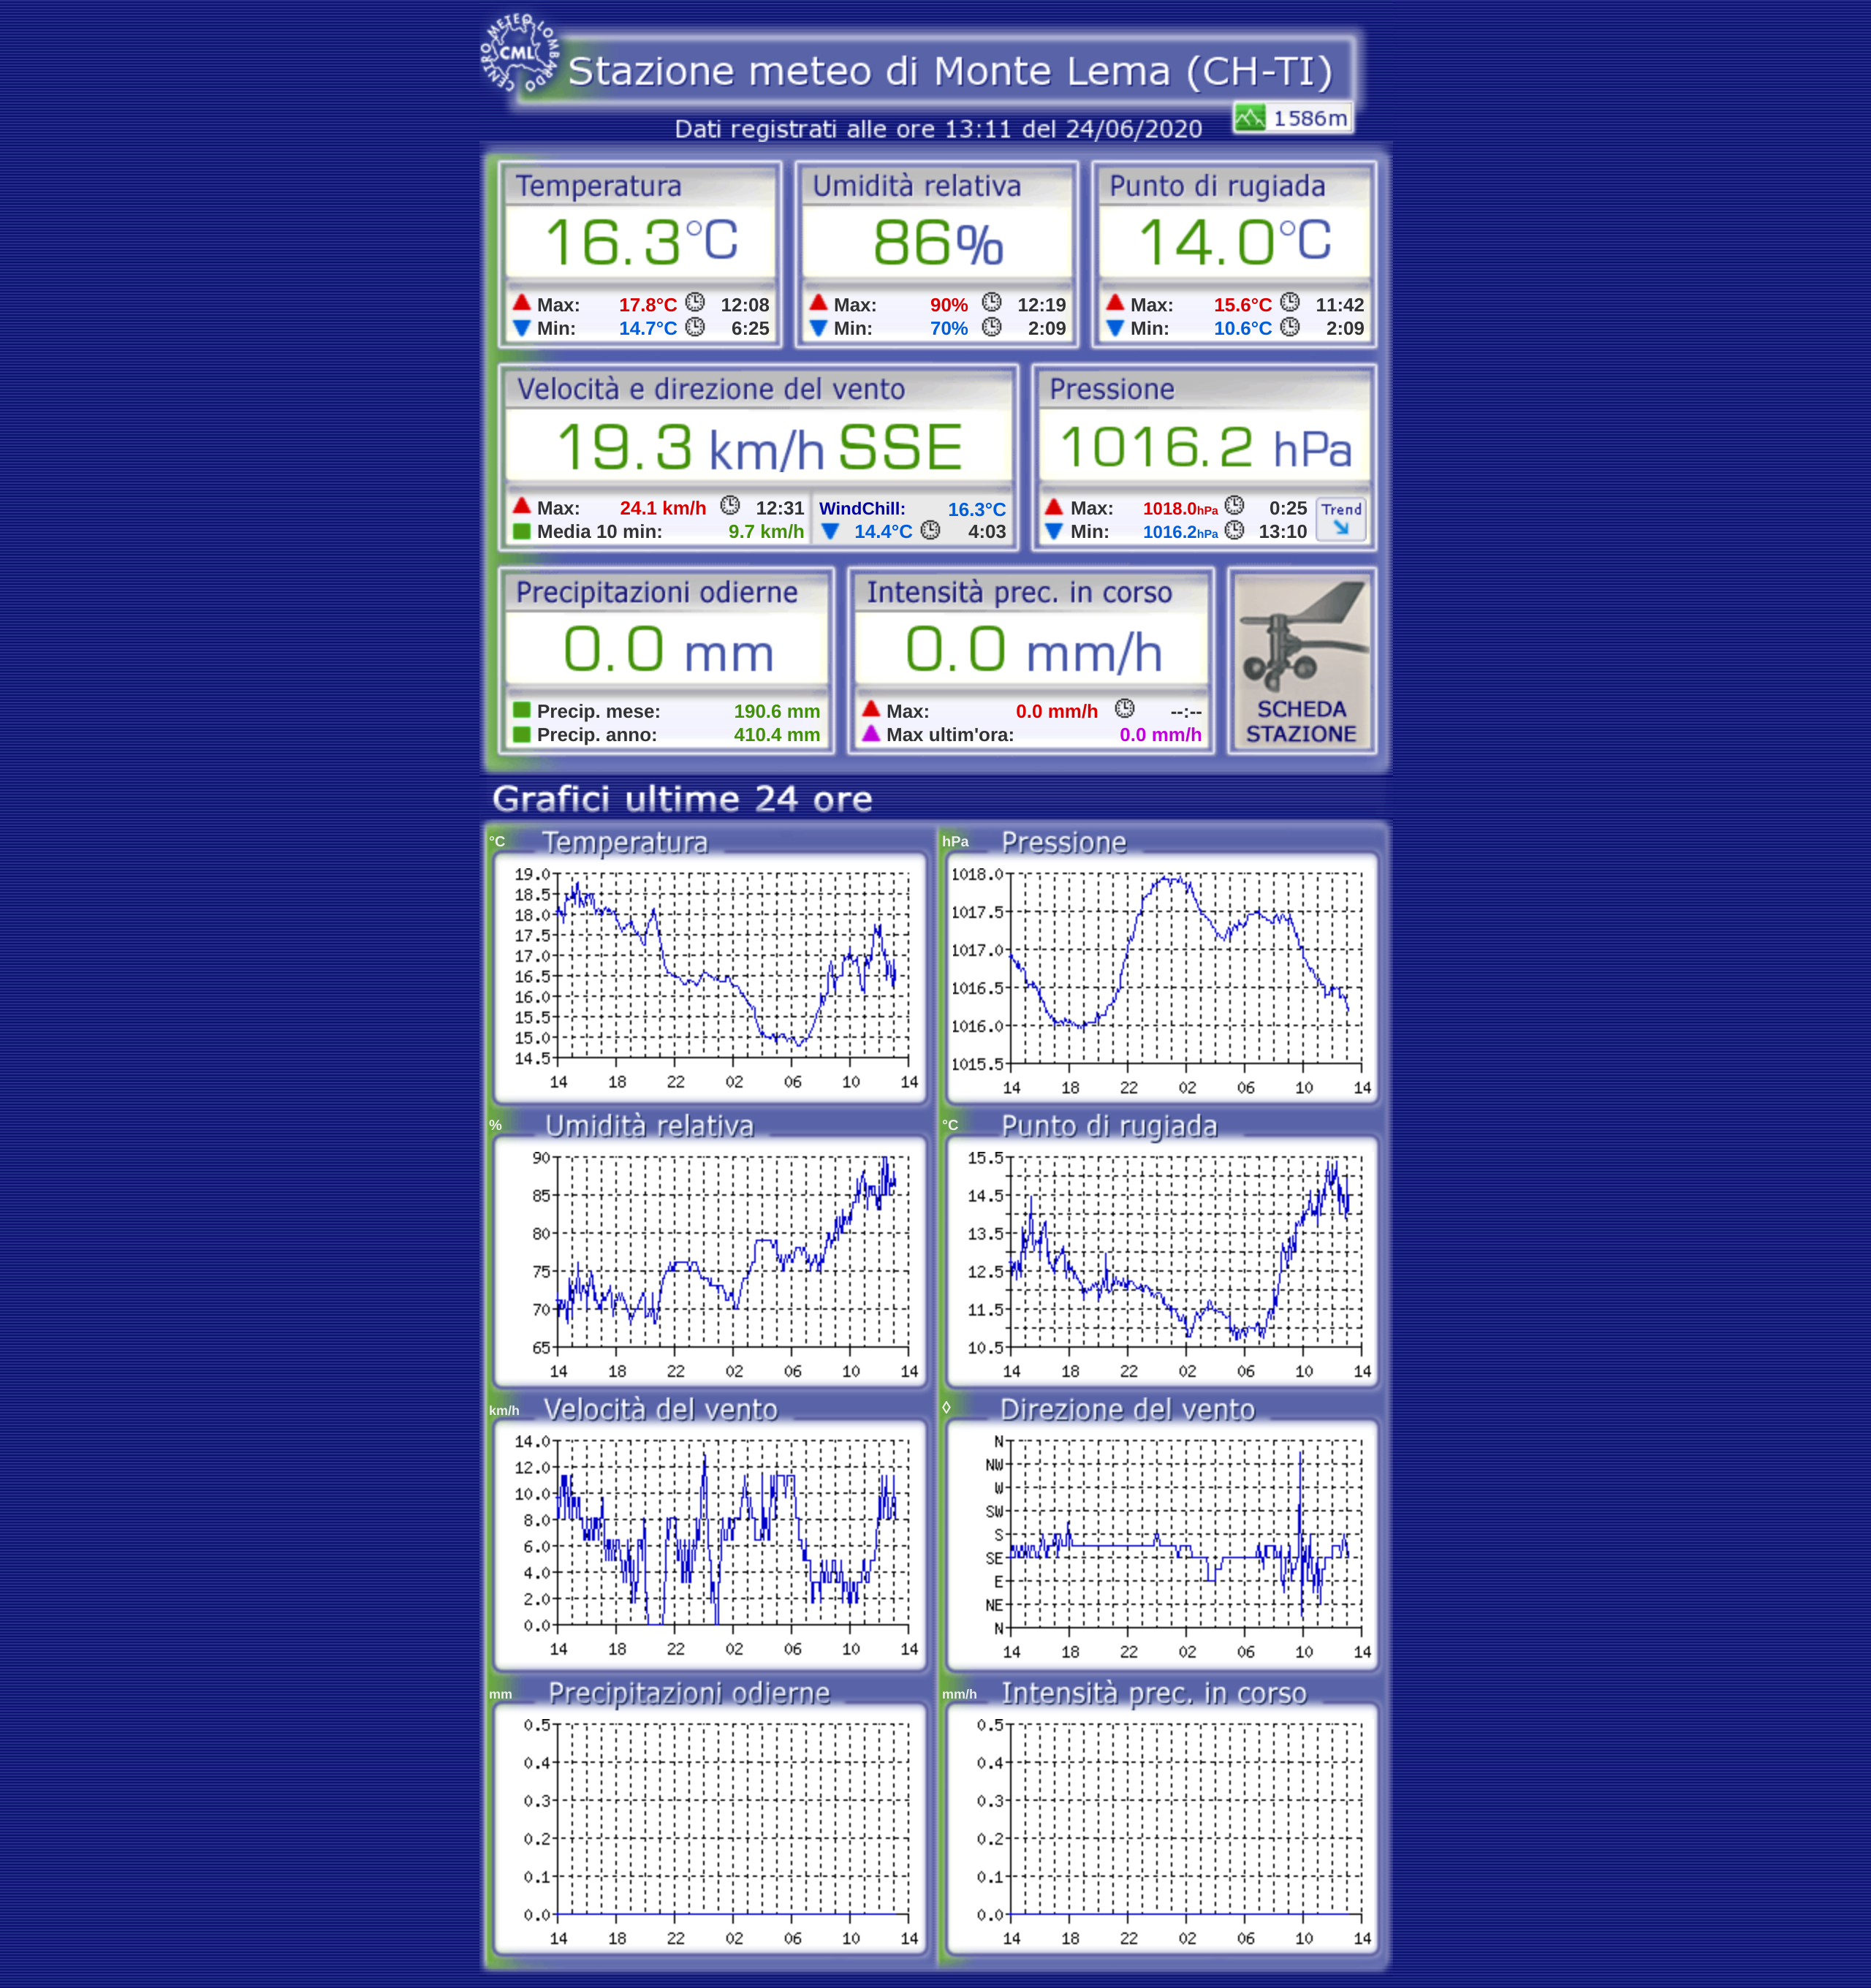 CENTRO METEO LOMBARDO
CML
Stazione meteo di Monte Lema (CH-TI)
1586m
Dati registrati alle ore 13:11 del 24/06/2020
Temperatura
16.3°C
Max: 17.8°C 12:08
Min: 14.7°C 6:25
Umidità relativa
86%
Max: 90% 12:19
Min: 70% 2:09
Punto di rugiada
14.0°C
Max: 15.6°C 11:42
Min: 10.6°C 2:09
Velocità e direzione del vento
19.3 km/h SSE
Max: 24.1 km/h 12:31
Media 10 min: 9.7 km/h
WindChill: 16.3°C
14.4°C 4:03
Pressione
1016.2 hPa
Max: 1018.0hPa 0:25
Min: 1016.2hPa 13:10
Trend
Precipitazioni odierne
0.0 mm
Precip. mese: 190.6 mm
Precip. anno: 410.4 mm
Intensità prec. in corso
0.0 mm/h
Max: 0.0 mm/h --:--
Max ultim'ora: 0.0 mm/h
SCHEDA
STAZIONE
Grafici ultime 24 ore
°C Temperatura
19.0
18.5
18.0
17.5
17.0
16.5
16.0
15.5
15.0
14.5
14 18 22 02 06 10 14
hPa Pressione
1018.0
1017.5
1017.0
1016.5
1016.0
1015.5
14 18 22 02 06 10 14
% Umidità relativa
90
85
80
75
70
65
14 18 22 02 06 10 14
°C Punto di rugiada
15.5
14.5
13.5
12.5
11.5
10.5
14 18 22 02 06 10 14
km/h Velocità del vento
14.0
12.0
10.0
8.0
6.0
4.0
2.0
0.0
14 18 22 02 06 10 14
◊ Direzione del vento
N
NW
W
SW
S
SE
E
NE
N
14 18 22 02 06 10 14
mm Precipitazioni odierne
0.5
0.4
0.3
0.2
0.1
0.0
14 18 22 02 06 10 14
mm/h Intensità prec. in corso
0.5
0.4
0.3
0.2
0.1
0.0
14 18 22 02 06 10 14